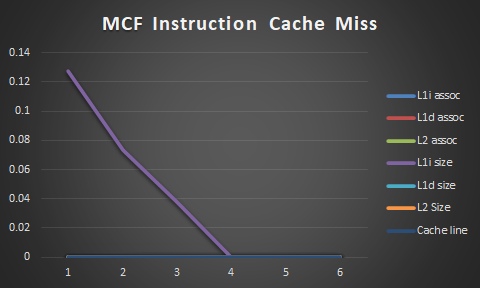 MCF Instruction Cache Miss
0.14
0.12
0.1
0.08
0.06
0.04
0.02
0
1 2 3 4 5 6
L1i assoc
L1d assoc
L2 assoc
L1i size
L1d size
L2 Size
Cache line